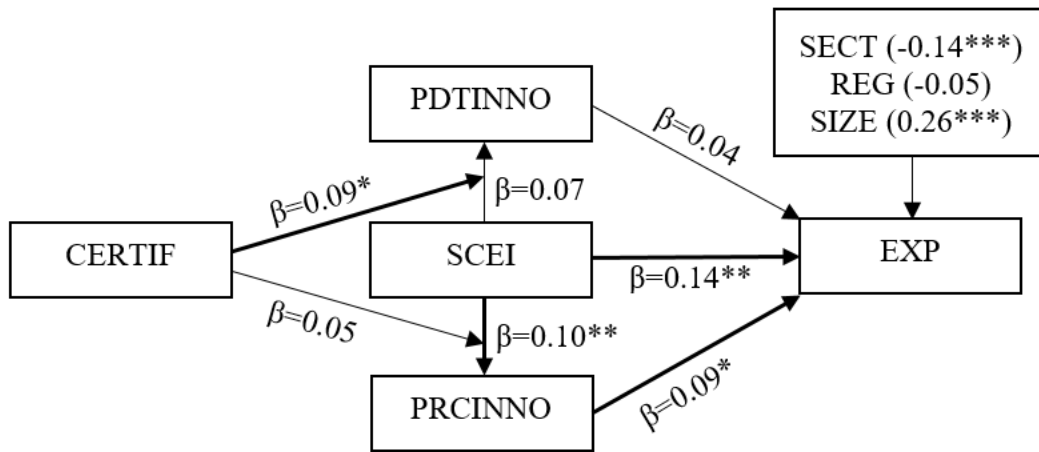 SECT (-0.14***)
REG (-0.05)
SIZE (0.26***)
PDTINNO
β=0.04
β=0.09*
β=0.07
CERTIF
SCEI
EXP
β=0.14**
β=0.05
β=0.10**
PRCINNO
β=0.09*